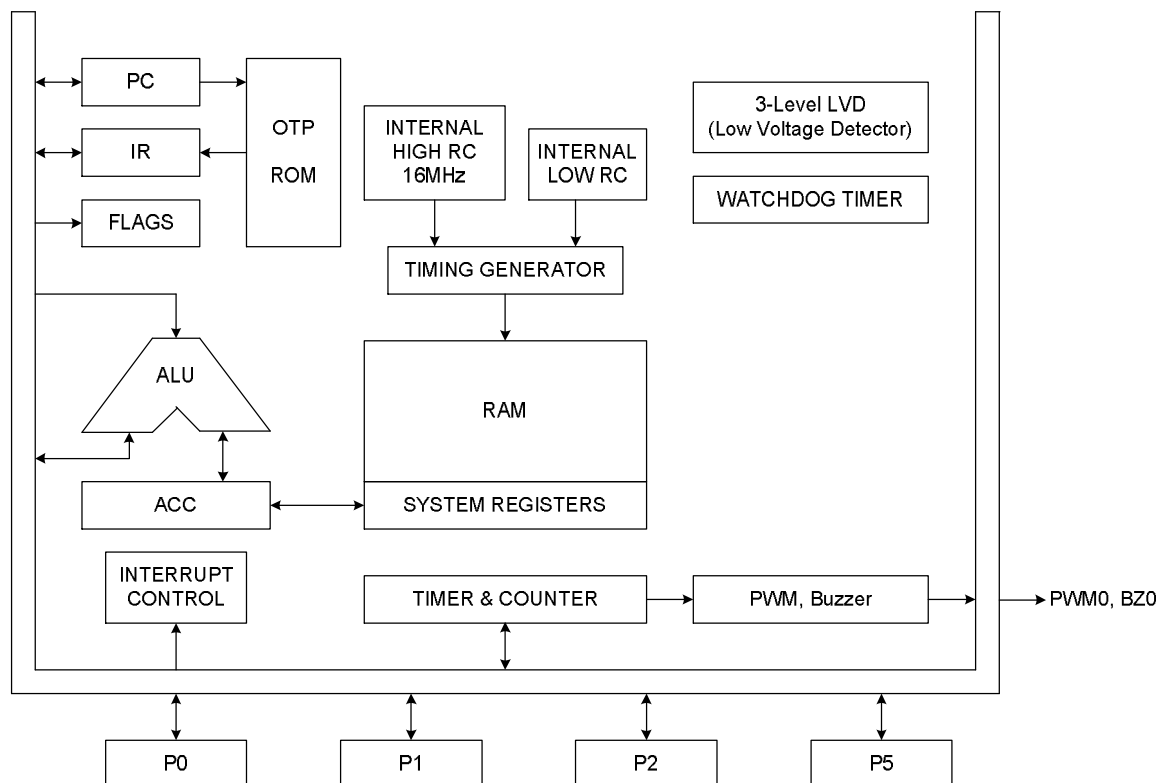 PC
OTP
ROM
IR
FLAGS
INTERNAL
HIGH RC
16MHz
INTERNAL
LOW RC
3-Level LVD
(Low Voltage Detector)
WATCHDOG TIMER
TIMING GENERATOR
ALU
RAM
ACC
SYSTEM REGISTERS
INTERRUPT
CONTROL
TIMER & COUNTER
PWM, Buzzer
PWM0, BZ0
P0
P1
P2
P5